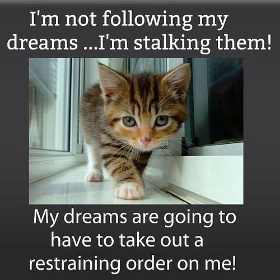 I'm not following my
dreams ...I'm stalking them!
My dreams are going to
have to take out a
restraining order on me!